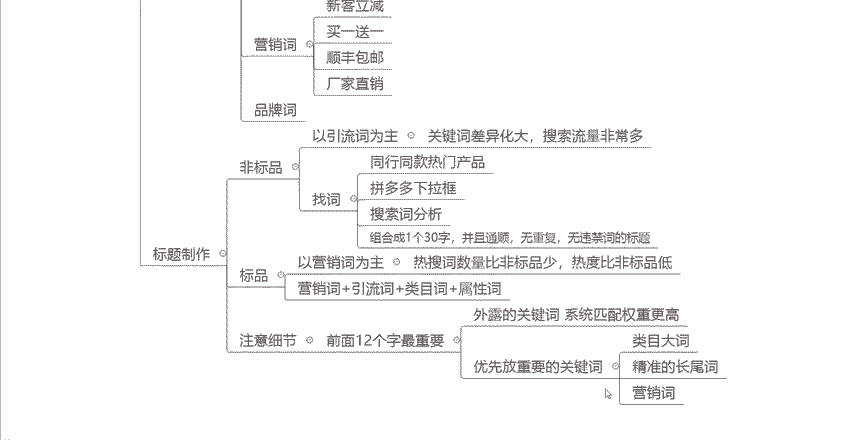 新客立减
营销词
买一送一
顺丰包邮
厂家直销
品牌词
以引流词为主 关键词差异化大，搜索流量非常多
非标品
同行同款热门产品
找词
拼多多下拉框
搜索词分析
组合成1个30字，并且通顺，无重复，无违禁词的标题
标题制作
以营销词为主 热搜词数量比非标品少，热度比非标品低
标品
营销词+引流词+类目词+属性词
外露的关键词 系统匹配权重更高
注意细节 前面12个字最重要
类目大词
优先放重要的关键词
精准的长尾词
营销词